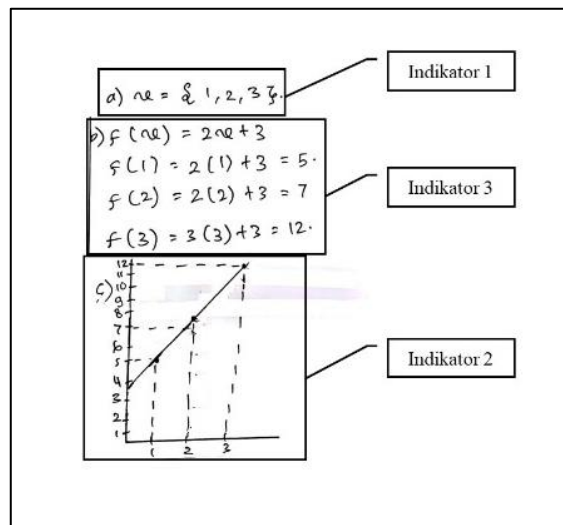 Indikator 1
a) x = { 1, 2, 3 }.
b) f(x) = 2x+3
f(1) = 2(1)+3 = 5.
f(2) = 2(2)+3 = 7
f(3) = 3(3)+3 = 12.
Indikator 3
c)
12
11
10
9
8
7
6
5
4
3
2
1
1 2 3
Indikator 2